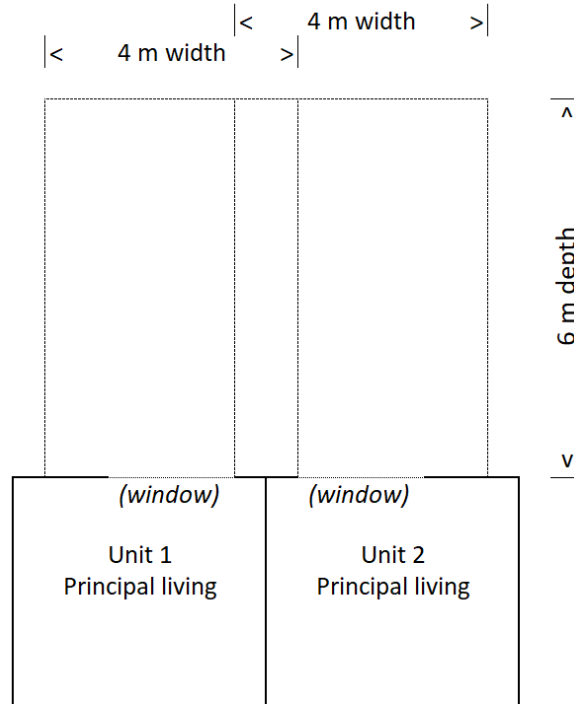 < 4 m width >
< 4 m width >
< 6 m depth >
(window) (window)
Unit 1 Unit 2
Principal living Principal living